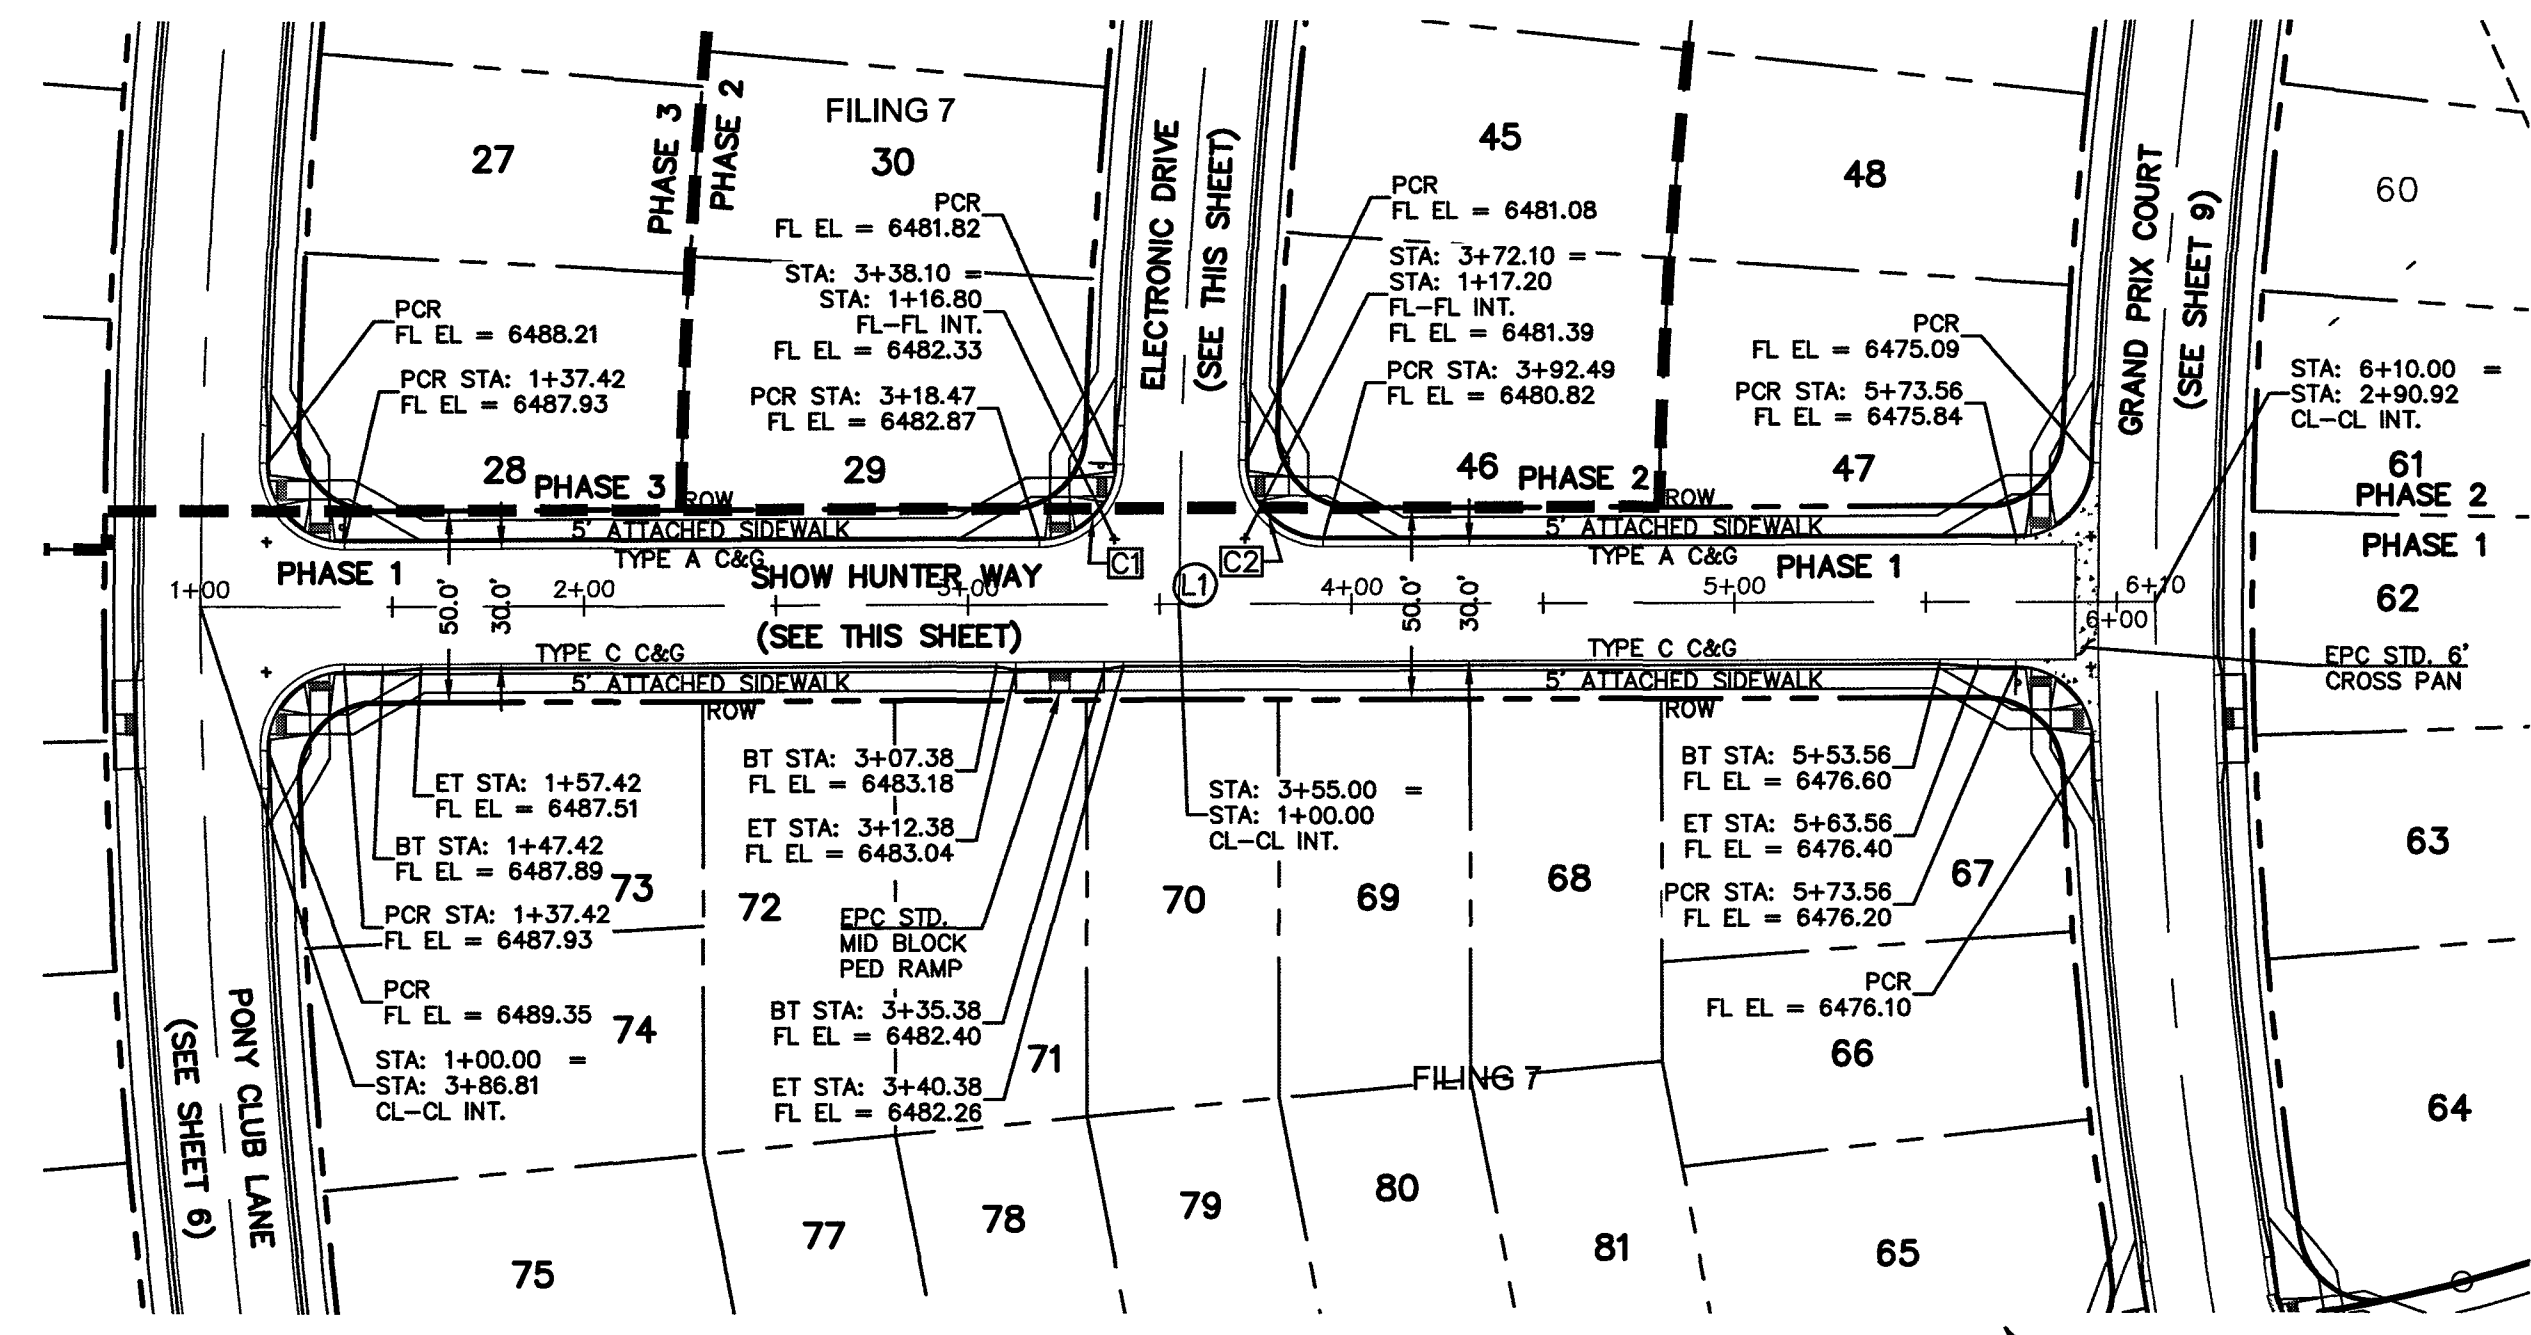 FILING 7
27
30
45
48
60
PHASE 3
PHASE 2
PCR
FL EL = 6481.82
STA: 3+38.10 =
STA: 1+16.80
FL-FL INT.
FL EL = 6482.33
PCR STA: 3+18.47
FL EL = 6482.87
PCR
FL EL = 6488.21
PCR STA: 1+37.42
FL EL = 6487.93
ELECTRONIC DRIVE
(SEE THIS SHEET)
PCR
FL EL = 6481.08
STA: 3+72.10 =
STA: 1+17.20
FL-FL INT.
FL EL = 6481.39
PCR STA: 3+92.49
FL EL = 6480.82
PCR
FL EL = 6475.09
PCR STA: 5+73.56
FL EL = 6475.84
GRAND PRIX COURT
(SEE SHEET 9)
STA: 6+10.00 =
STA: 2+90.92
CL-CL INT.
28
PHASE 3
ROW
29
46
PHASE 2
ROW
47
61
PHASE 2
PHASE 1
62
5' ATTACHED SIDEWALK
TYPE A C&G
5' ATTACHED SIDEWALK
TYPE A C&G
PHASE 1
SHOW HUNTER WAY
(SEE THIS SHEET)
C1
C2
L1
PHASE 1
1+00
50.0'
30.0'
2+00
3+00
4+00
50.0'
30.0'
5+00
6+00
6+10
TYPE C C&G
5' ATTACHED SIDEWALK
ROW
TYPE C C&G
5' ATTACHED SIDEWALK
ROW
EPC STD. 6'
CROSS PAN
ET STA: 1+57.42
FL EL = 6487.51
BT STA: 1+47.42
FL EL = 6487.89
PCR STA: 1+37.42
FL EL = 6487.93
PCR
FL EL = 6489.35
STA: 1+00.00 =
STA: 3+86.81
CL-CL INT.
BT STA: 3+07.38
FL EL = 6483.18
ET STA: 3+12.38
FL EL = 6483.04
EPC STD.
MID BLOCK
PED RAMP
BT STA: 3+35.38
FL EL = 6482.40
ET STA: 3+40.38
FL EL = 6482.26
STA: 3+55.00 =
STA: 1+00.00
CL-CL INT.
BT STA: 5+53.56
FL EL = 6476.60
ET STA: 5+63.56
FL EL = 6476.40
PCR STA: 5+73.56
FL EL = 6476.20
PCR
FL EL = 6476.10
73
72
70
69
68
67
63
74
71
66
64
FILING 7
PONY CLUB LANE
(SEE SHEET 6)
75
77
78
79
80
81
65